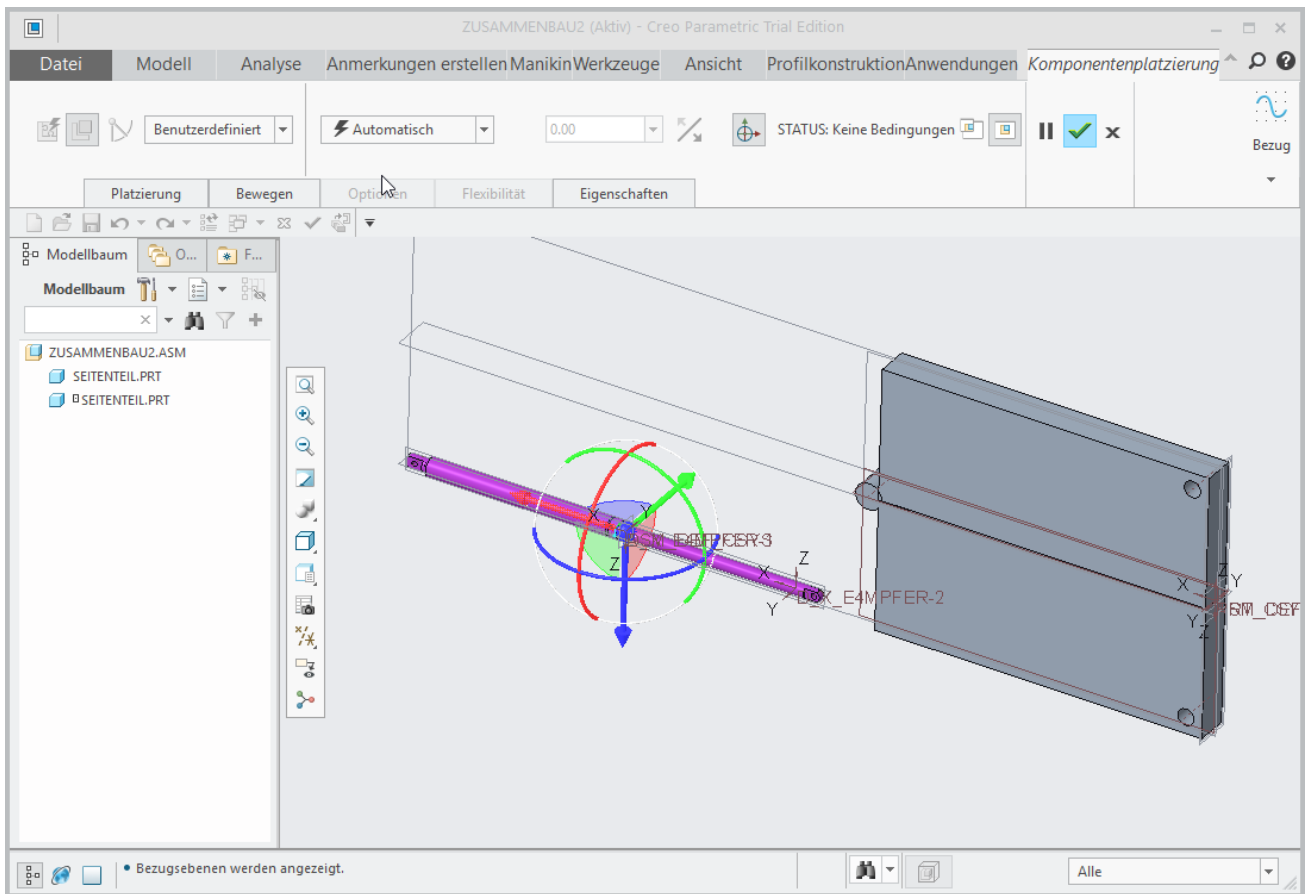 ZUSAMMENBAU2 (Aktiv) - Creo Parametric Trial Edition
Datei Modell Analyse Anmerkungen erstellen Manikin Werkzeuge Ansicht Profilkonstruktion Anwendungen Komponentenplatzierung
Benutzerdefiniert Automatisch 0.00 STATUS: Keine Bedingungen
Bezug
Platzierung Bewegen Optionen Flexibilität Eigenschaften
Modellbaum O... F...
Modellbaum
ZUSAMMENBAU2.ASM
SEITENTEIL.PRT
SEITENTEIL.PRT
X Y
Z
X Z
Y
X Z Y
Y Z
Bezugsebenen werden angezeigt.
Alle